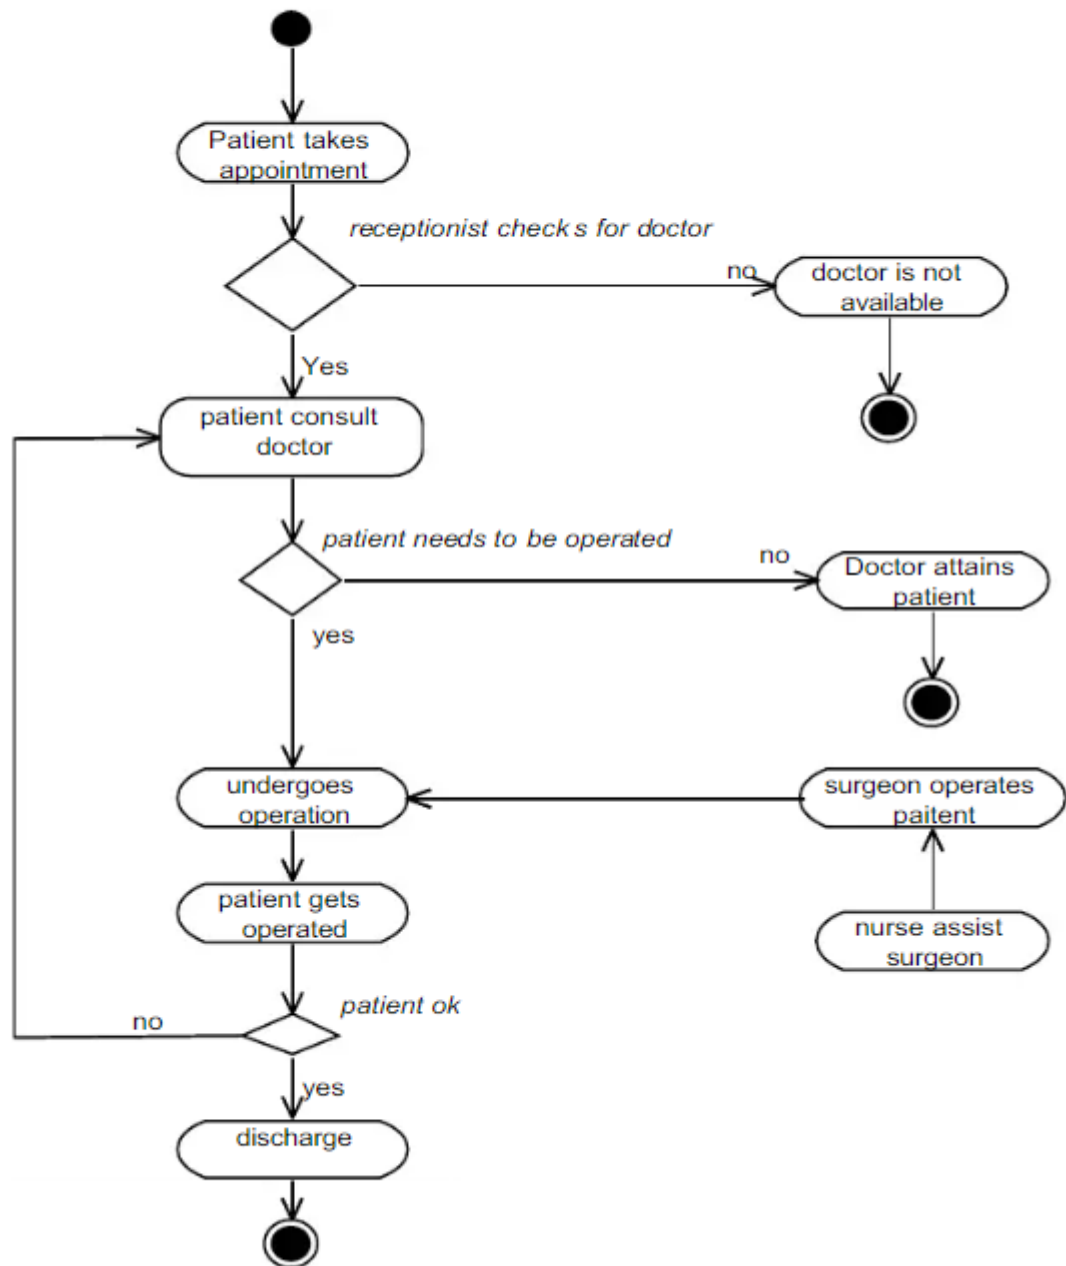 Patient takes
appointment
receptionist checks for doctor
no
doctor is not
available
Yes
patient consult
doctor
patient needs to be operated
no
Doctor attains
patient
yes
undergoes
operation
surgeon operates
paitent
patient gets
operated
nurse assist
surgeon
patient ok
no
yes
discharge